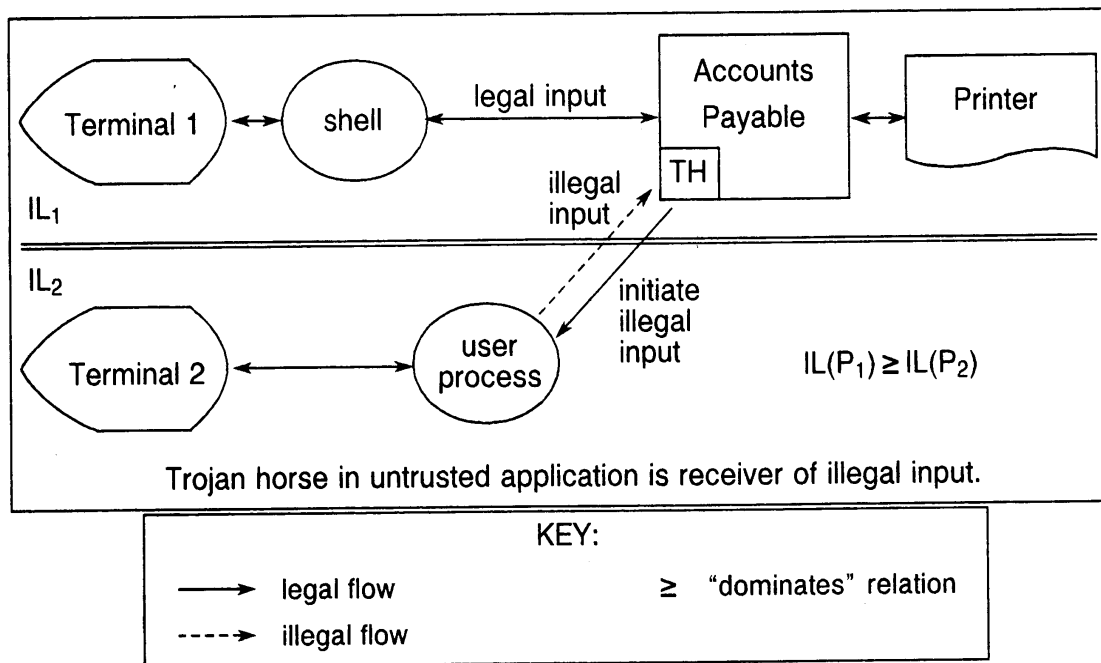 Terminal 1
shell
legal input
Accounts
Payable
Printer
TH
illegal
input
IL₁
IL₂
initiate
illegal
input
Terminal 2
user
process
IL(P₁) ≥ IL(P₂)
Trojan horse in untrusted application is receiver of illegal input.
KEY:
legal flow
≥ “dominates” relation
illegal flow